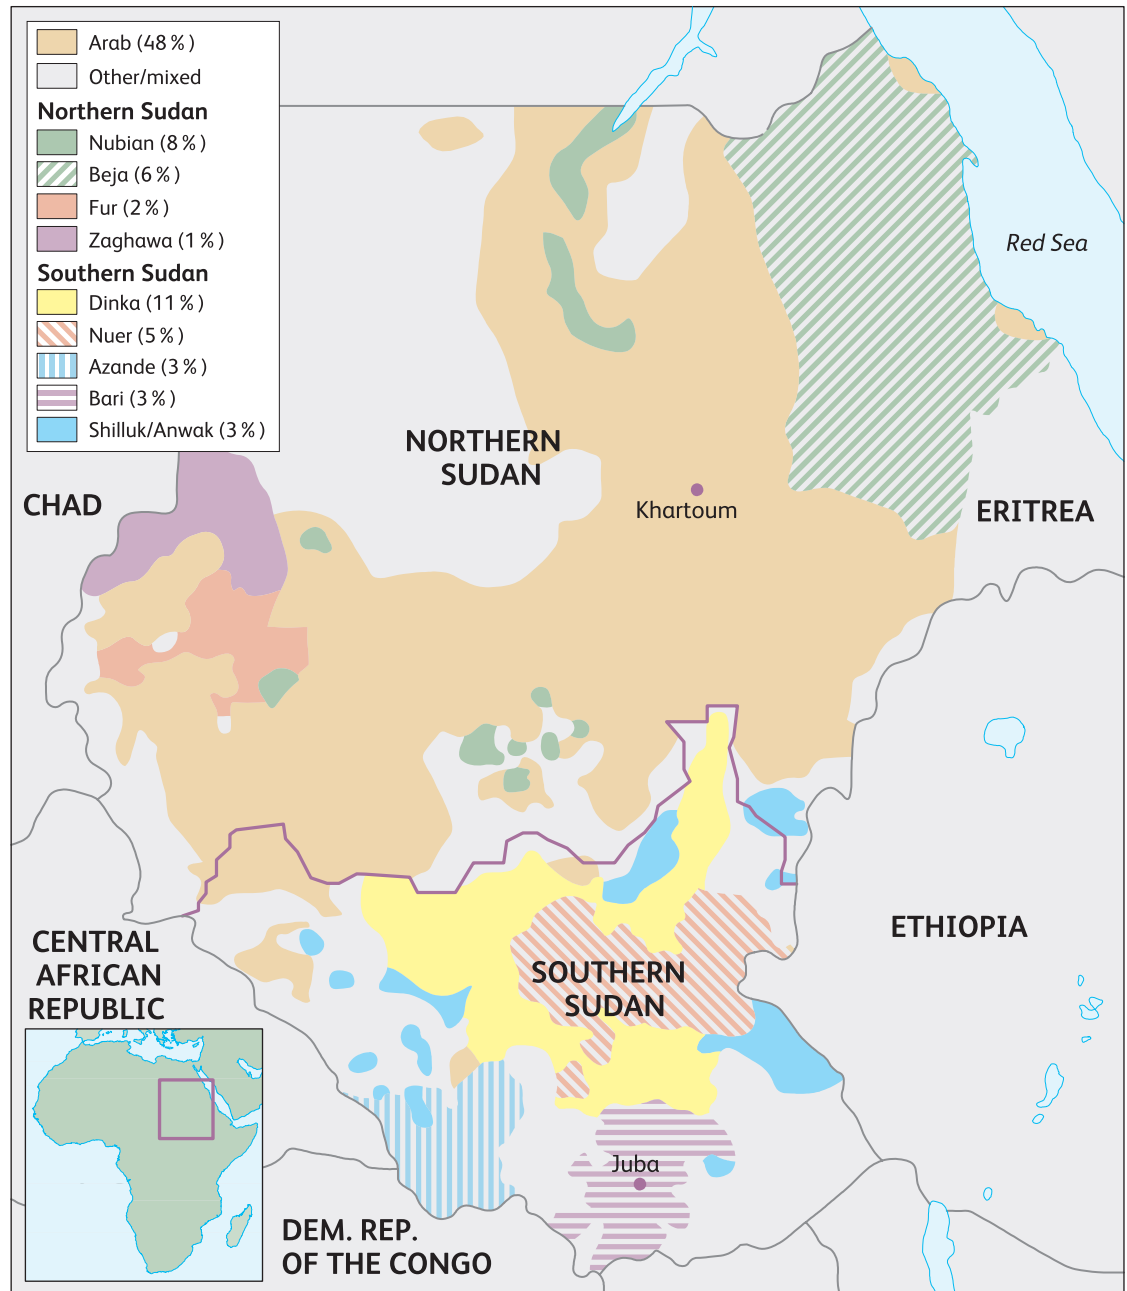 Arab (48 %)
Other/mixed
Northern Sudan
Nubian (8 %)
Beja (6 %)
Fur (2 %)
Zaghawa (1 %)
Southern Sudan
Dinka (11 %)
Nuer (5 %)
Azande (3 %)
Bari (3 %)
Shilluk/Anwak (3 %)
Red Sea
NORTHERN
SUDAN
Khartoum
CHAD
ERITREA
ETHIOPIA
CENTRAL
AFRICAN
REPUBLIC
SOUTHERN
SUDAN
Juba
DEM. REP.
OF THE CONGO